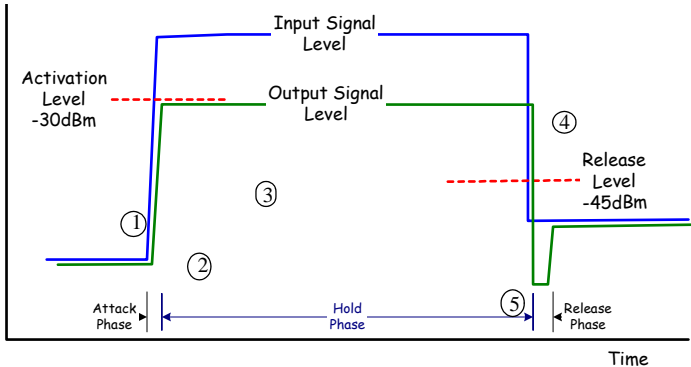 Input Signal
Level
Activation
Level
-30dBm
Output Signal
Level
4
Release
Level
-45dBm
3
1
2
5
Attack
Phase
Hold
Phase
Release
Phase
Time